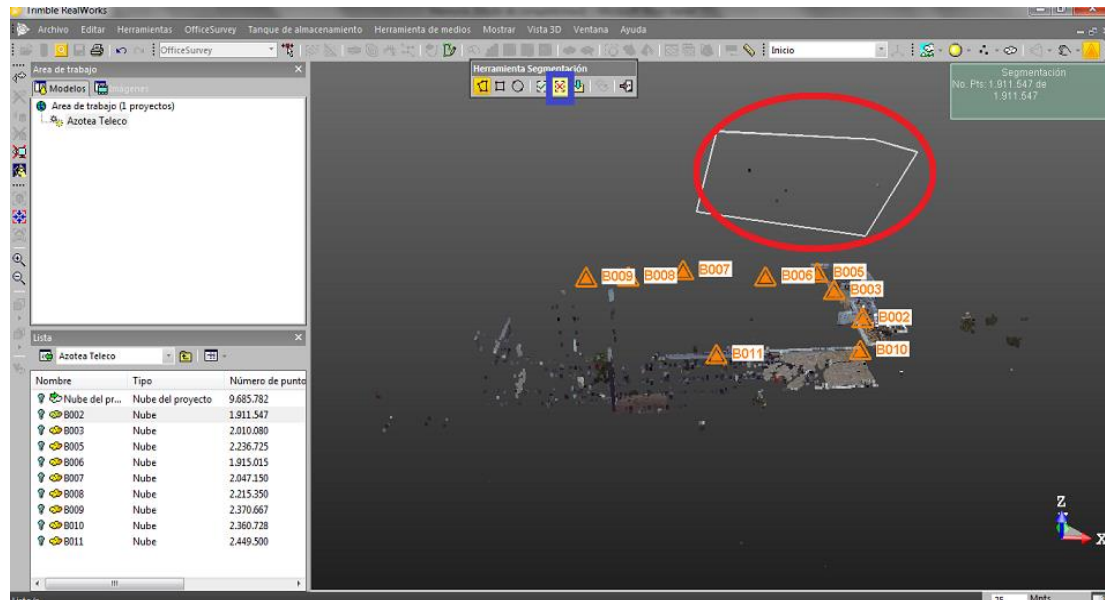 Trimble RealWorks
Archivo Editar Herramientas OfficeSurvey Tanque de almacenamiento Herramienta de medios Mostrar Vista 3D Ventana Ayuda
OfficeSurvey
Inicio
Area de trabajo
Modelos Imágenes
Area de trabajo (1 proyectos)
Azotea Teleco
Herramienta Segmentación
Segmentación
No. Pts: 1.911.547 de
1.911.547
B009
B008
B007
B006
B005
B003
B002
B011
B010
Lista
Azotea Teleco
Nombre Tipo Número de punto
Nube del pr... Nube del proyecto 9.685.782
B002 Nube 1.911.547
B003 Nube 2.010.080
B005 Nube 2.236.725
B006 Nube 1.915.015
B007 Nube 2.047.150
B008 Nube 2.215.350
B009 Nube 2.370.667
B010 Nube 2.360.728
B011 Nube 2.449.500
Z
X
Mpts